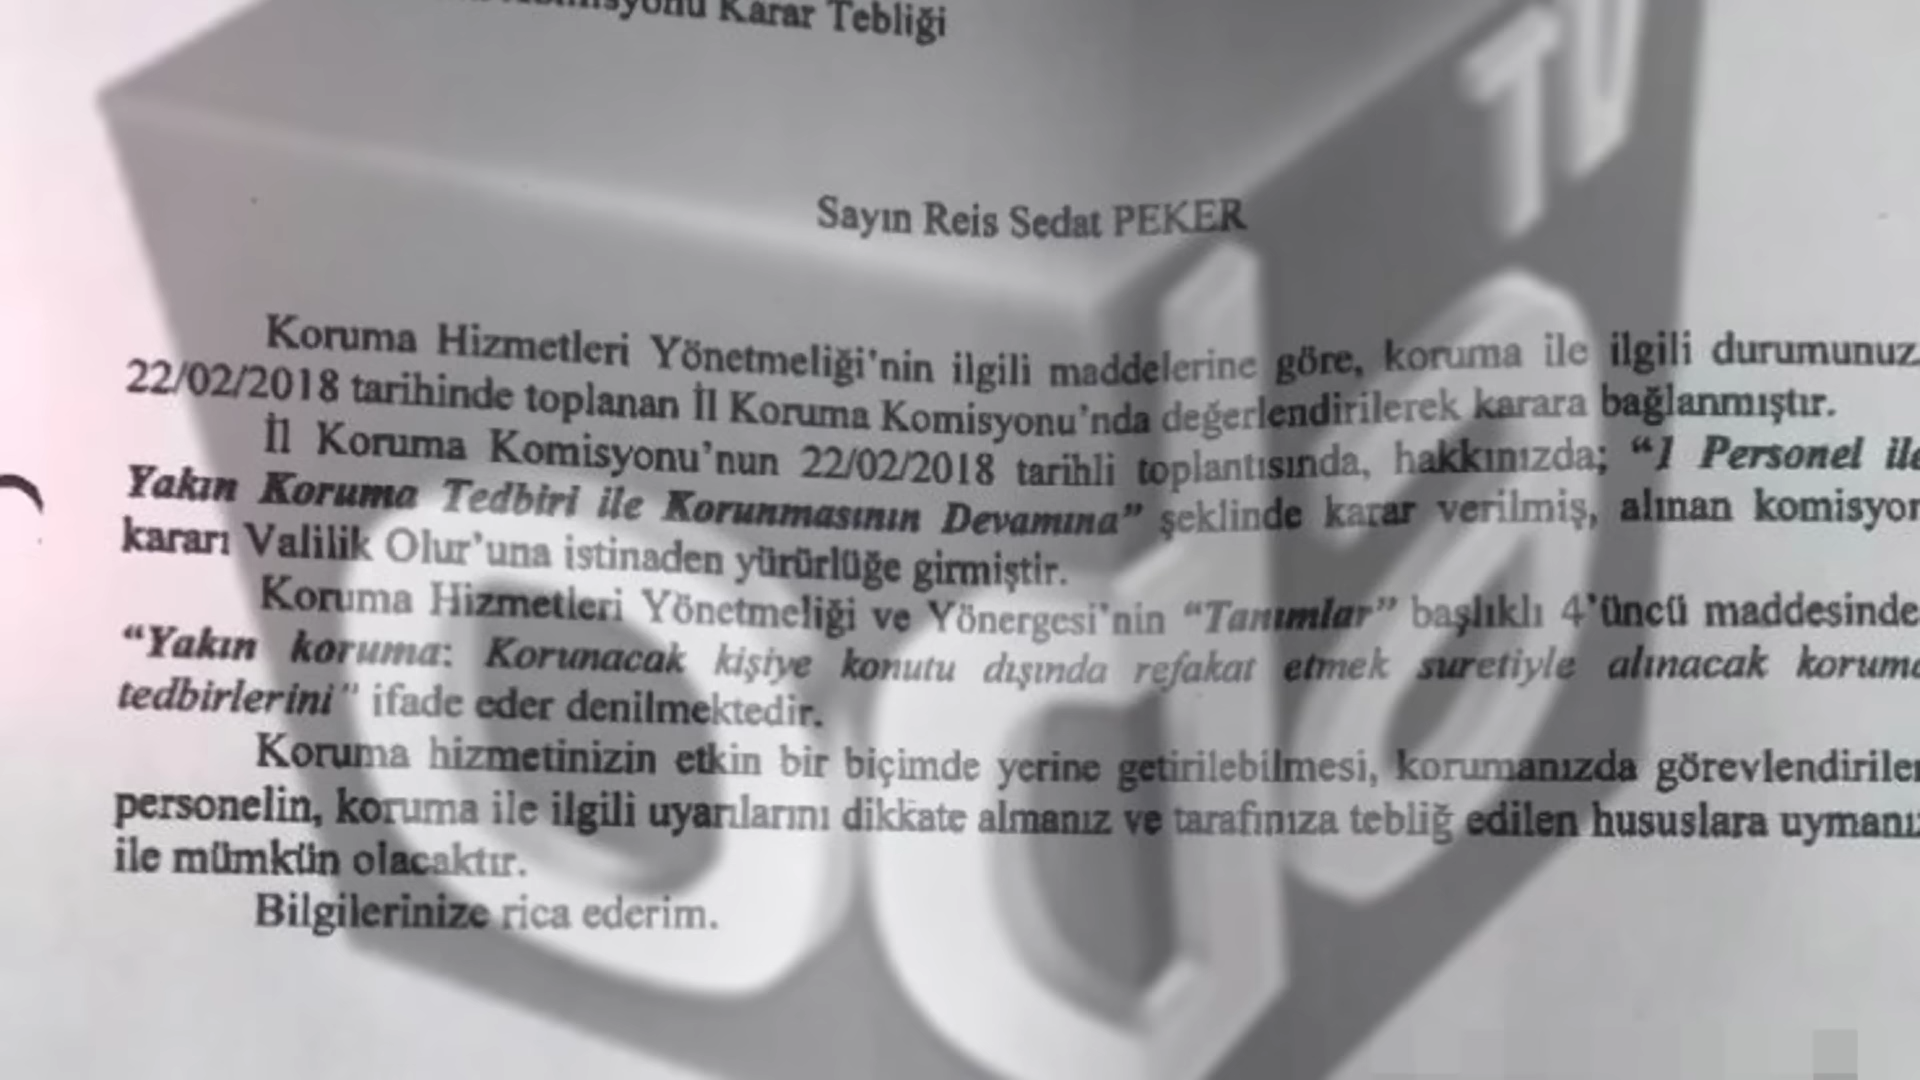 Karar Tebliği
Sayın Reis Sedat PEKER
Koruma Hizmetleri Yönetmeliği'nin ilgili maddelerine göre, koruma ile ilgili durumunuz
22/02/2018 tarihinde toplanan İl Koruma Komisyonu'nda değerlendirilerek karara bağlanmıştır.
İl Koruma Komisyonu'nun 22/02/2018 tarihli toplantısında, hakkınızda; “1 Personel ile
Yakın Koruma Tedbiri ile Korunmasının Devamına” şeklinde karar verilmiş, alınan komisyon
kararı Valilik Olur'una istinaden yürürlüğe girmiştir.
Koruma Hizmetleri Yönetmeliği ve Yönergesi'nin “Tanımlar” başlıklı 4'üncü maddesinde
“Yakın koruma: Korunacak kişiye konutu dışında refakat etmek suretiyle alınacak koruma
tedbirlerini" ifade eder denilmektedir.
Koruma hizmetinizin etkin bir biçimde yerine getirilebilmesi, korumanızda görevlendirilen
personelin, koruma ile ilgili uyarılarını dikkate almanız ve tarafınıza tebliğ edilen hususlara uymanız
ile mümkün olacaktır.
Bilgilerinize rica ederim.
oda
TV